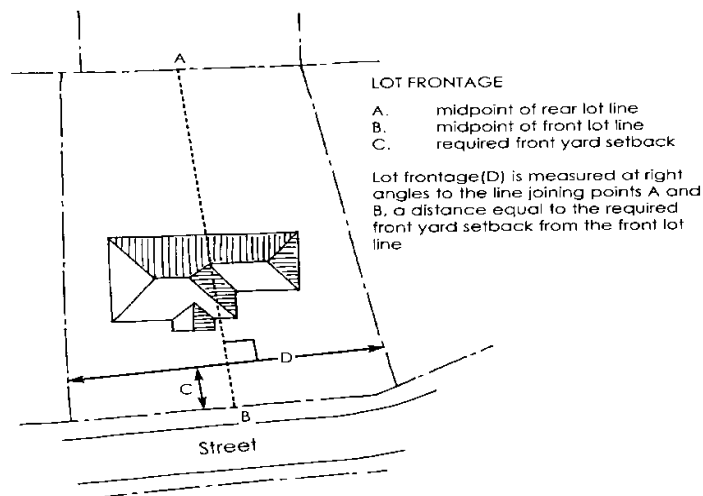 A
LOT FRONTAGE
A. midpoint of rear lot line
B. midpoint of front lot line
C. required front yard setback
Lot frontage(D) is measured at right
angles to the line joining points A and
B, a distance equal to the required
front yard setback from the front lot
line
D
C
B
Street